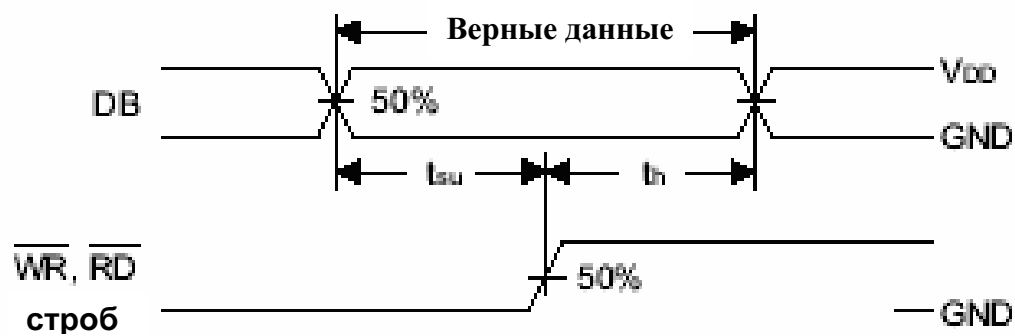 Верные данные
VDD
DB
50%
GND
tsu
th
WR, RD
50%
строб
GND